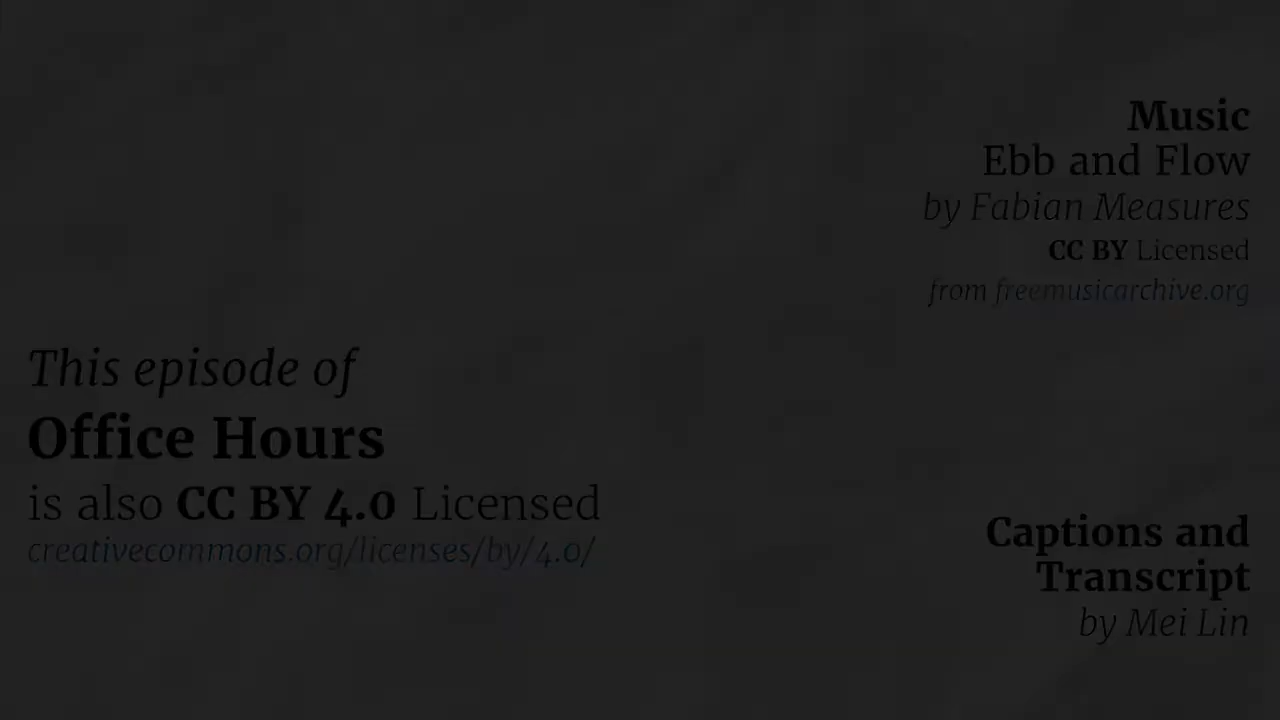 Music
Ebb and Flow
by Fabian Measures
CC BY Licensed
from freemusicarchive.org
This episode of
Office Hours
is also CC BY 4.0 Licensed
creativecommons.org/licenses/by/4.0/
Captions and
Transcript
by Mei Lin